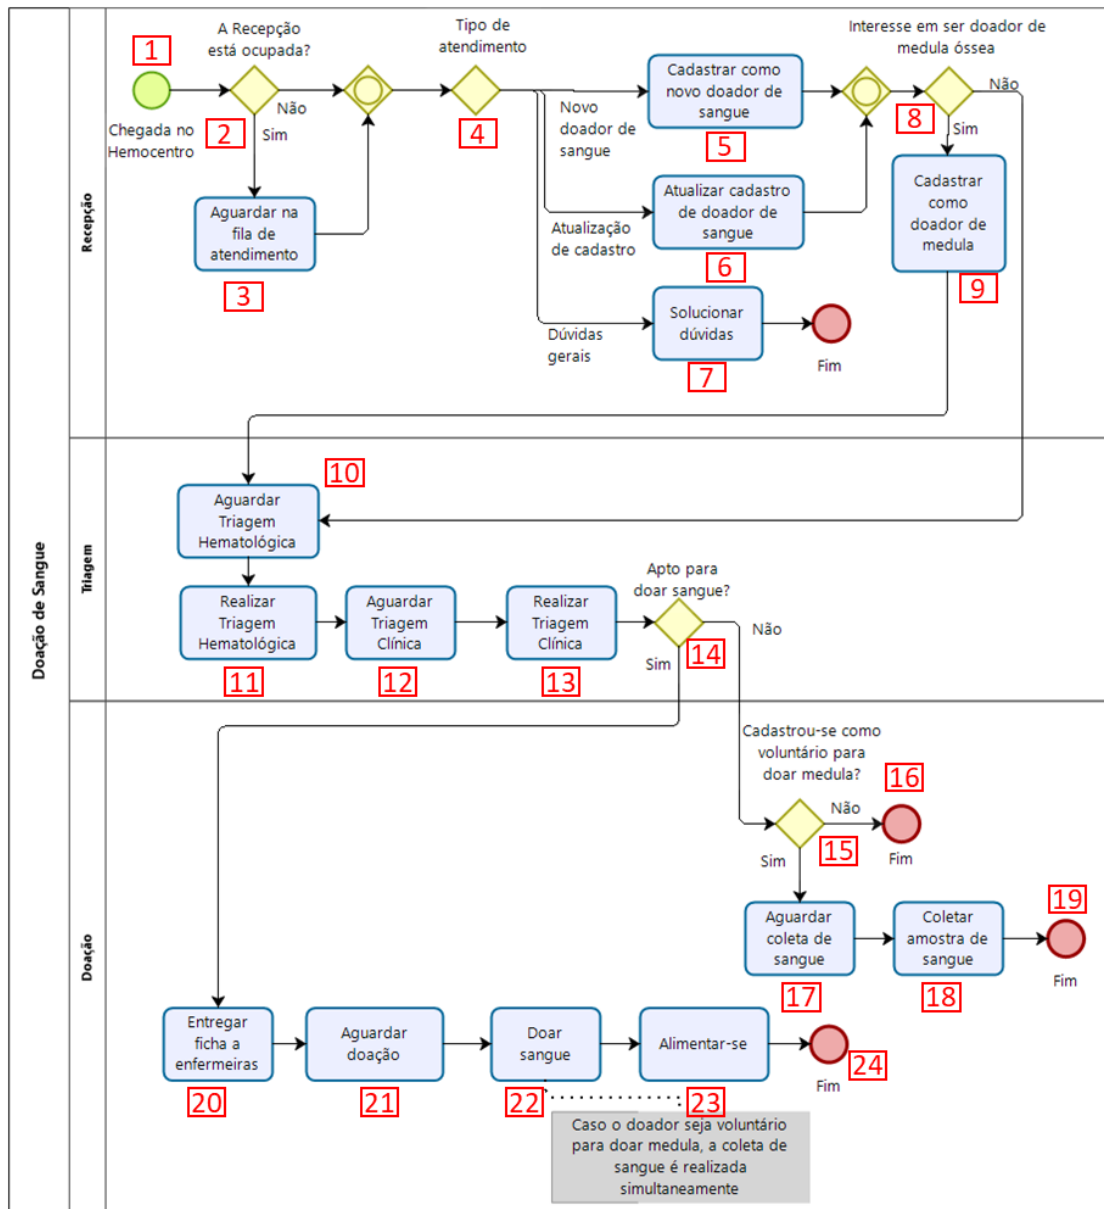 Doação de Sangue
Recepção
1
Chegada no
Hemocentro
A Recepção
está ocupada?
2
Não
Sim
Aguardar na
fila de
atendimento
3
Tipo de
atendimento
4
Novo
doador de
sangue
Cadastrar como
novo doador de
sangue
5
Atualização
de cadastro
Atualizar cadastro
de doador de
sangue
6
Dúvidas
gerais
Solucionar
dúvidas
7
Fim
Interesse em ser doador de
medula óssea
8
Não
Sim
Cadastrar
como
doador de
medula
9
Triagem
10
Aguardar
Triagem
Hematológica
Realizar
Triagem
Hematológica
11
Aguardar
Triagem
Clínica
12
Realizar
Triagem
Clínica
13
Apto para
doar sangue?
14
Não
Sim
Doação
Cadastrou-se como
voluntário para
doar medula?
15
Não
16
Fim
Sim
Aguardar
coleta de
sangue
17
Coletar
amostra de
sangue
18
19
Fim
Entregar
ficha a
enfermeiras
20
Aguardar
doação
21
Doar
sangue
22
Alimentar-se
23
24
Fim
Caso o doador seja voluntário
para doar medula, a coleta de
sangue é realizada
simultaneamente